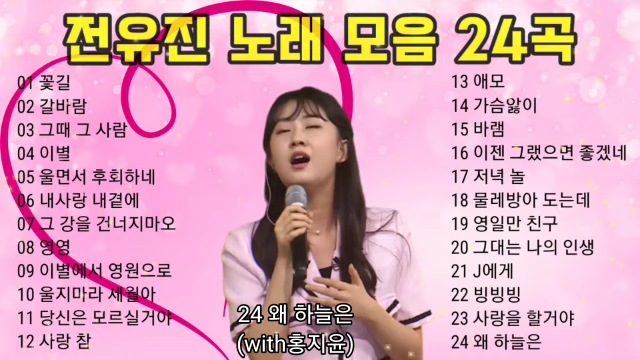 전유진 노래 모음 24곡
01 꽃길
02 갈바람
03 그때 그 사람
04 이별
05 울면서 후회하네
06 내사랑 내곁에
07 그 강을 건너지마오
08 영영
09 이별에서 영원으로
10 울지마라 세월아
11 당신은 모르실거야
12 사랑 참
13 애모
14 가슴앓이
15 바램
16 이젠 그랬으면 좋겠네
17 저녁 놀
18 물레방아 도는데
19 영일만 친구
20 그대는 나의 인생
21 J에게
22 빙빙빙
23 사랑을 할거야
24 왜 하늘은
24 왜 하늘은
(with홍지윤)